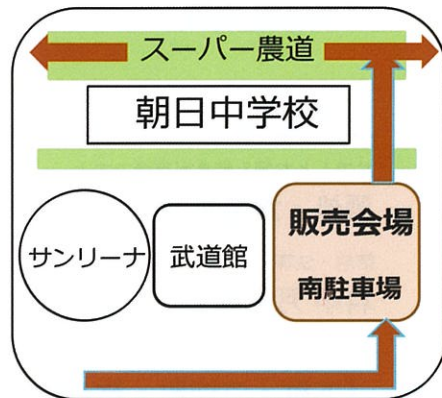 スーパー農道
朝日中学校
サンリーナ
武道館
販売会場
南駐車場